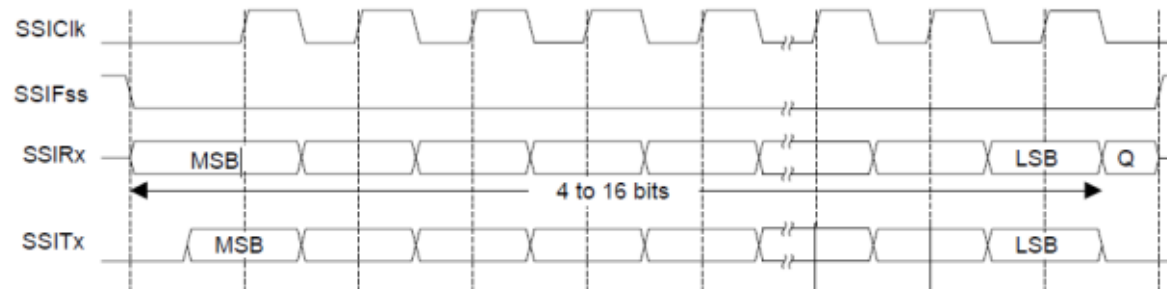 SSIClk
SSIFss
SSIRx MSB LSB Q
4 to 16 bits
SSITx MSB LSB